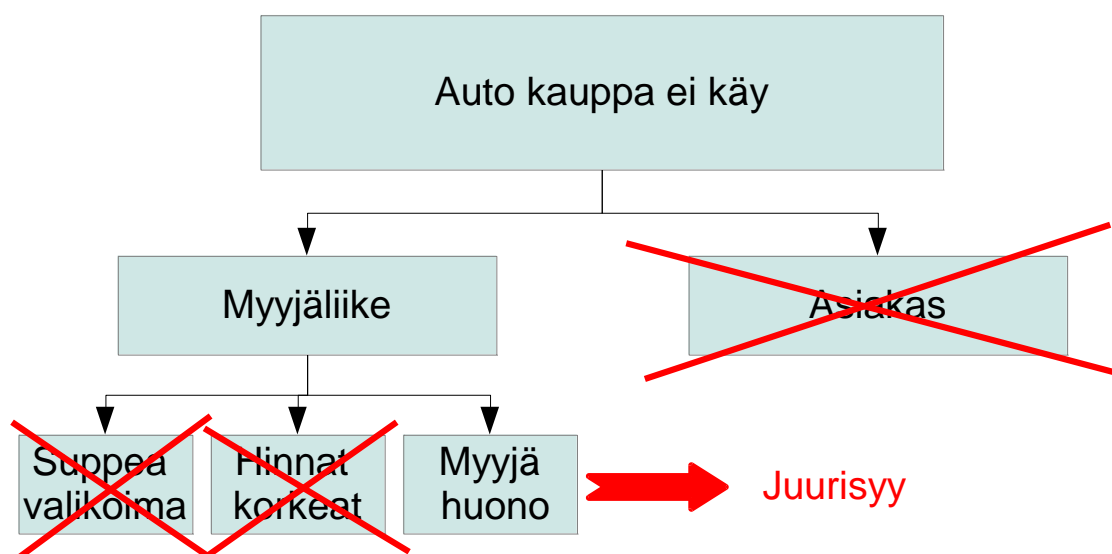 Auto kauppa ei käy
Myyjäliike
Asiakas
Suppea
valikoima
Hinnat
korkeat
Myyjä
huono
Juurisyy